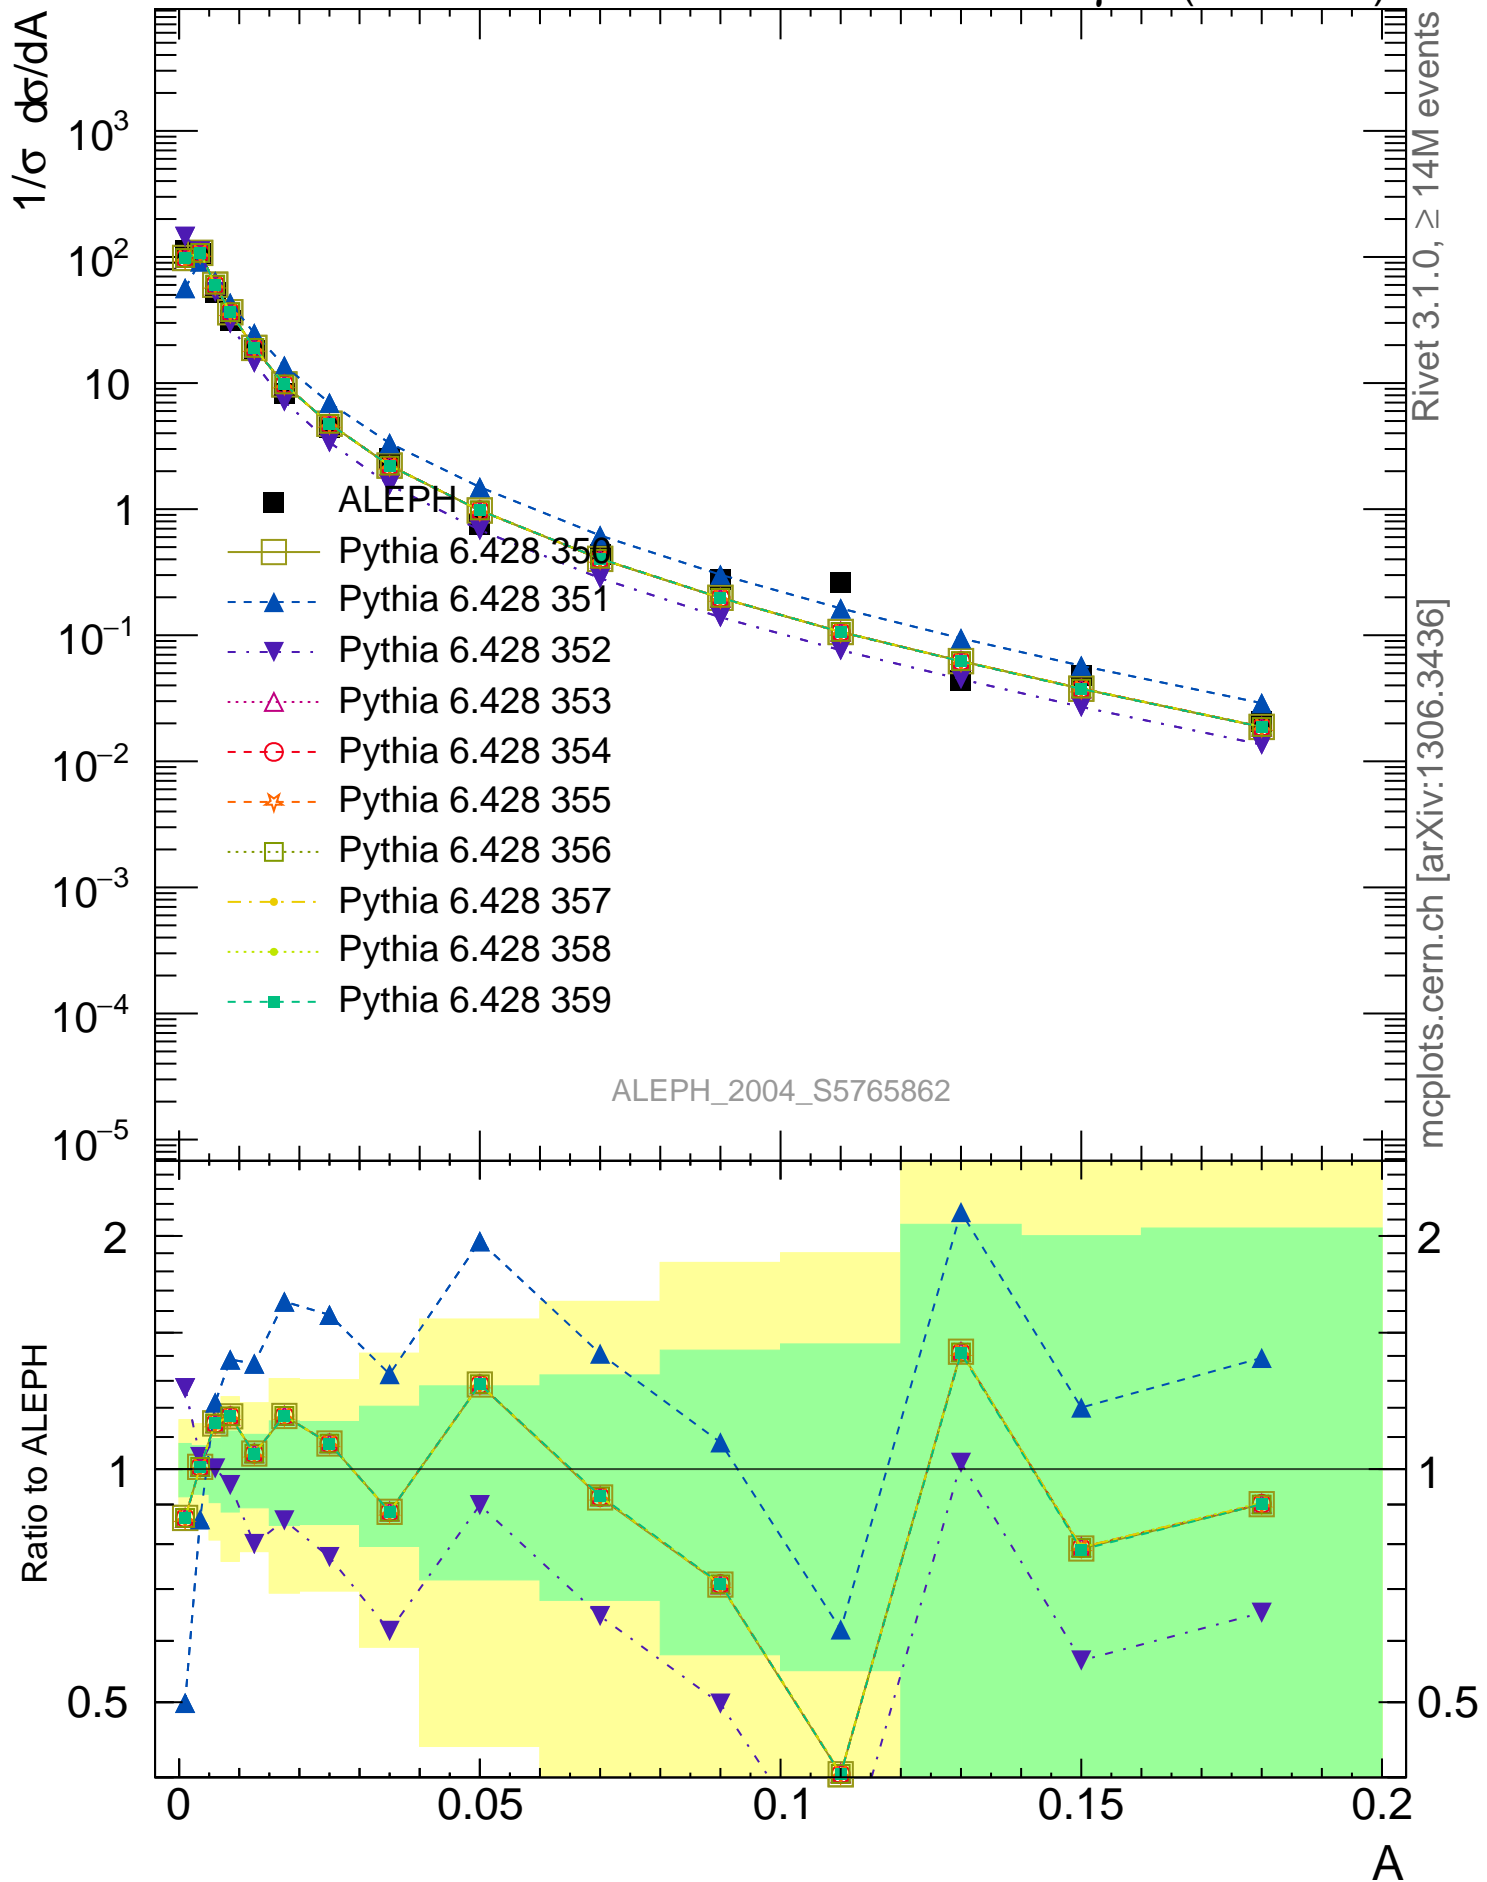 1/σ dσ/dA
10³
10²
10
1
10⁻¹
10⁻²
10⁻³
10⁻⁴
10⁻⁵
ALEPH
Pythia 6.428 350
Pythia 6.428 351
Pythia 6.428 352
Pythia 6.428 353
Pythia 6.428 354
Pythia 6.428 355
Pythia 6.428 356
Pythia 6.428 357
Pythia 6.428 358
Pythia 6.428 359
ALEPH_2004_S5765862
Rivet 3.1.0, ≥ 14M events
mcplots.cern.ch [arXiv:1306.3436]
Ratio to ALEPH
2
1
0.5
2
1
0.5
0
0.05
0.1
0.15
0.2
A